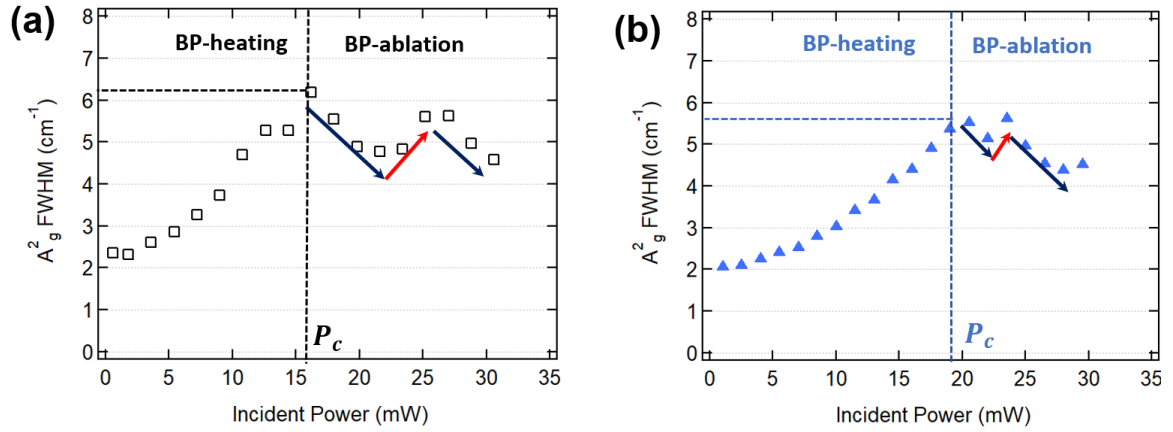 (a)
BP-heating BP-ablation
A²g FWHM (cm⁻¹)
8
7
6
5
4
3
2
1
0
Pc
0 5 10 15 20 25 30 35
Incident Power (mW)
(b)
BP-heating BP-ablation
A²g FWHM (cm⁻¹)
8
7
6
5
4
3
2
1
0
Pc
0 5 10 15 20 25 30 35
Incident Power (mW)